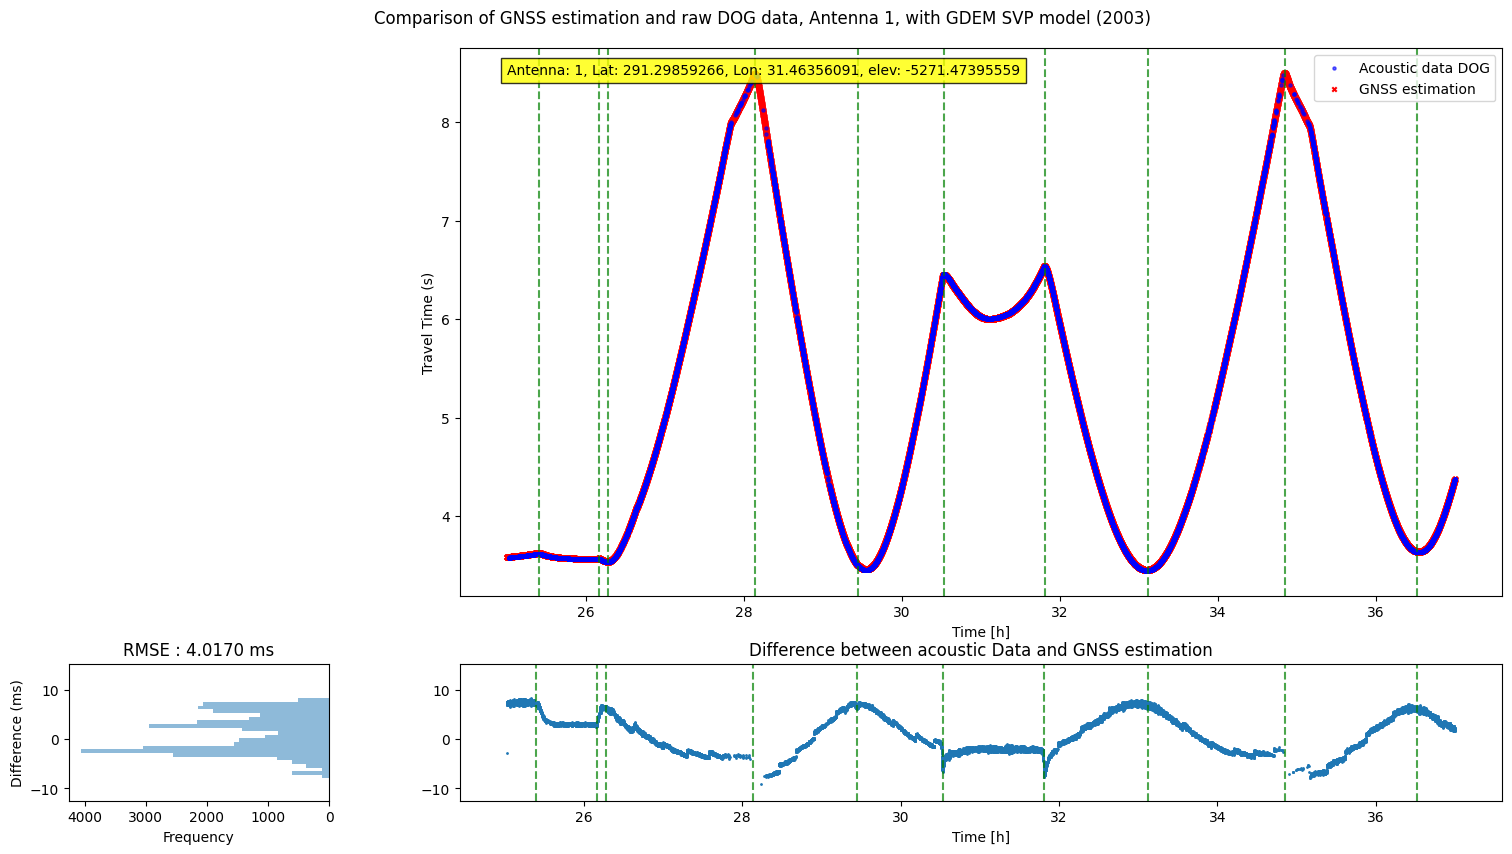 Comparison of GNSS estimation and raw DOG data, Antenna 1, with GDEM SVP model (2003)
Antenna: 1, Lat: 291.29859266, Lon: 31.46356091, elev: -5271.47395559
Acoustic data DOG
GNSS estimation
Travel Time (s)
8
7
6
5
4
26 28 30 32 34 36
Time [h]
RMSE : 4.0170 ms
Difference (ms)
10
0
−10
4000 3000 2000 1000 0
Frequency
Difference between acoustic Data and GNSS estimation
10
0
−10
26 28 30 32 34 36
Time [h]